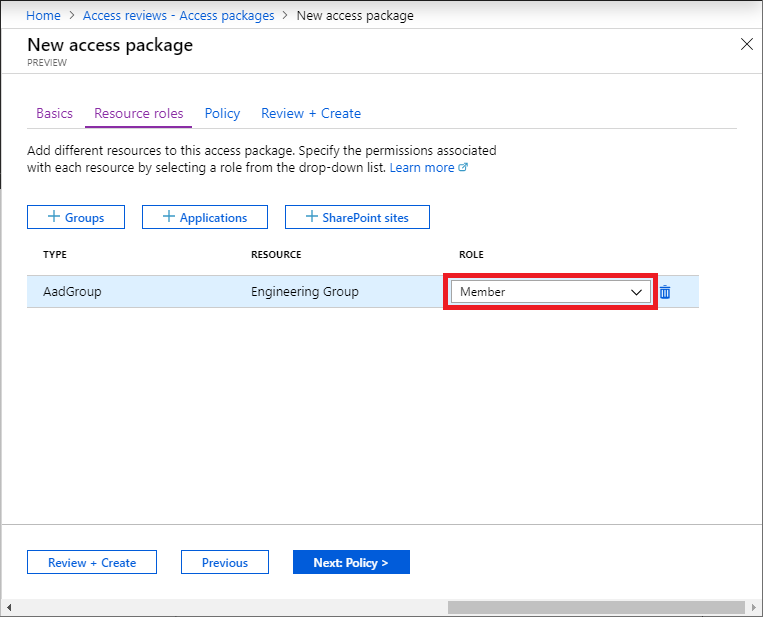 Home > Access reviews - Access packages > New access package
New access package
PREVIEW
Basics Resource roles Policy Review + Create
Add different resources to this access package. Specify the permissions associated
with each resource by selecting a role from the drop-down list. Learn more
+ Groups + Applications + SharePoint sites
TYPE RESOURCE ROLE
AadGroup Engineering Group Member
Review + Create Previous Next: Policy >